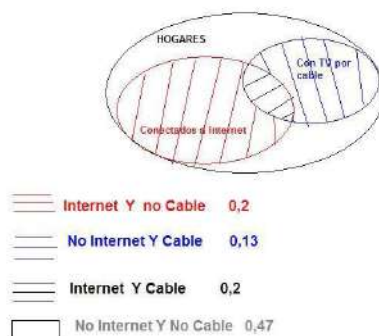 HOGARES
Con TV por
cable
Conectados a Internet
Internet Y no Cable 0,2
No Internet Y Cable 0,13
Internet Y Cable 0,2
No Internet Y No Cable 0,47